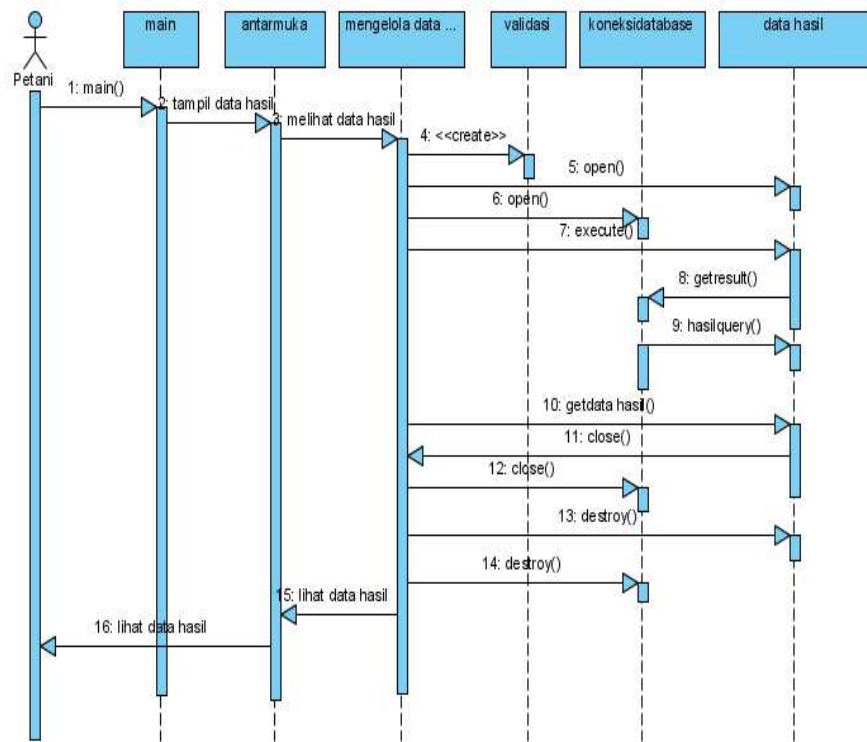 main
antarmuka
mengelola data ...
validasi
koneksidatabase
data hasil
Petani
1: main()
2: tampil data hasil
3: melihat data hasil
4: <<create>>
5: open()
6: open()
7: execute()
8: getresult()
9: hasilquery()
10: getdata hasil()
11: close()
12: close()
13: destroy()
14: destroy()
15: lihat data hasil
16: lihat data hasil